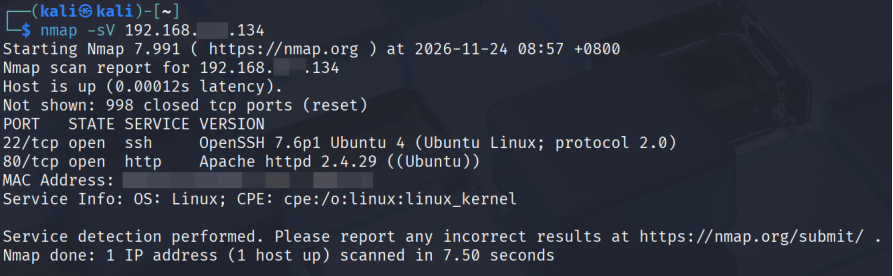 ┌──(kali㉿kali)-[~]
└─$ nmap -sV 192.168. .134
Starting Nmap 7.991 ( https://nmap.org ) at 2026-11-24 08:57 +0800
Nmap scan report for 192.168. .134
Host is up (0.00012s latency).
Not shown: 998 closed tcp ports (reset)
PORT   STATE SERVICE VERSION
22/tcp open  ssh     OpenSSH 7.6p1 Ubuntu 4 (Ubuntu Linux; protocol 2.0)
80/tcp open  http    Apache httpd 2.4.29 ((Ubuntu))
MAC Address:
Service Info: OS: Linux; CPE: cpe:/o:linux:linux_kernel
Service detection performed. Please report any incorrect results at https://nmap.org/submit/ .
Nmap done: 1 IP address (1 host up) scanned in 7.50 seconds